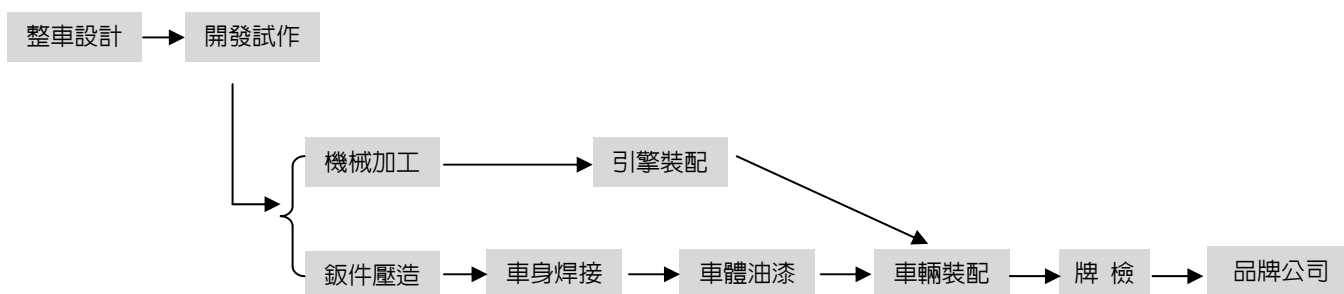 整車設計
開發試作
機械加工
引擎裝配
鈑件壓造
車身焊接
車體油漆
車輛裝配
牌 檢
品牌公司